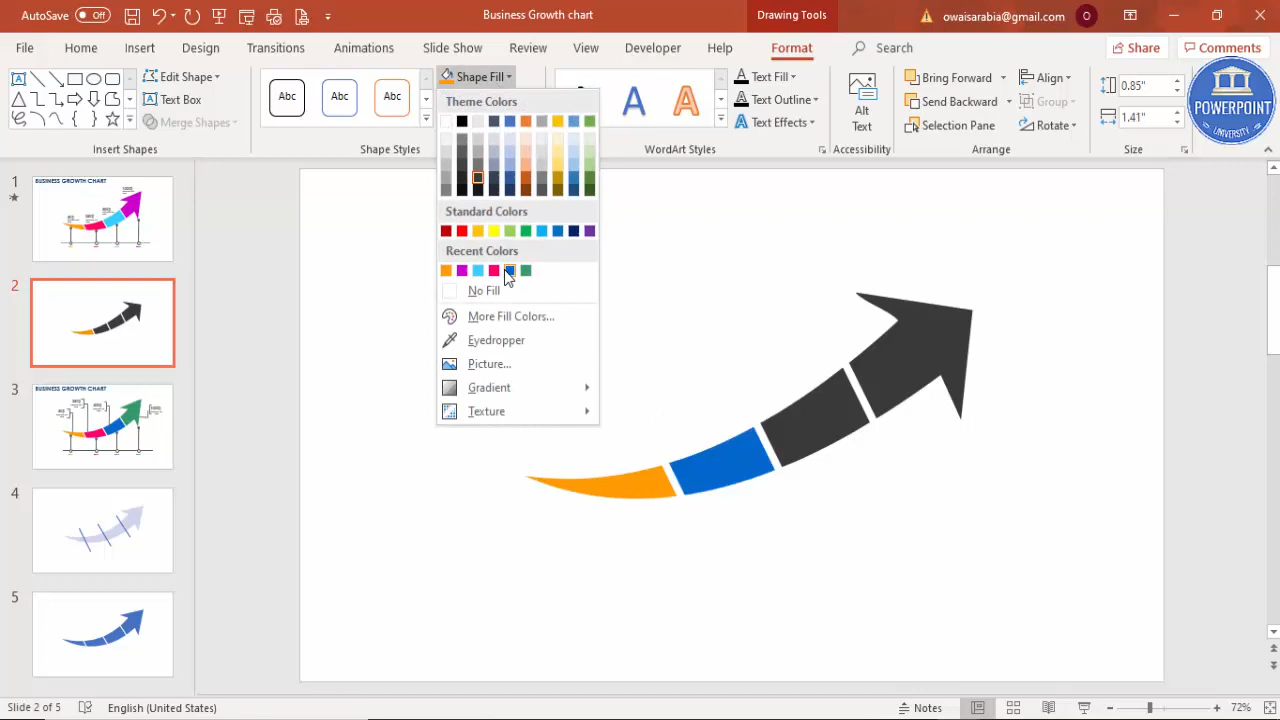 AutoSave Off
Business Growth chart
Drawing Tools
owaisarabia@gmail.com
O
File Home Insert Design Transitions Animations Slide Show Review View Developer Help Format Search
Share Comments
Edit Shape
Text Box
Merge Shapes
Insert Shapes
Abc Abc Abc
Shape Styles
Shape Fill
Theme Colors
Standard Colors
Recent Colors
No Fill
More Fill Colors...
Eyedropper
Picture...
Gradient
Texture
A A
Text Fill
Text Outline
Text Effects
WordArt Styles
Alt
Text
Accessibility
Bring Forward
Send Backward
Selection Pane
Align
Group
Rotate
Arrange
0.85"
1.41"
Size
POWERPOINT
UNIVERSITY
1
BUSINESS GROWTH CHART
2
3
BUSINESS GROWTH CHART
4
5
Slide 2 of 5
English (United States)
Notes
72%